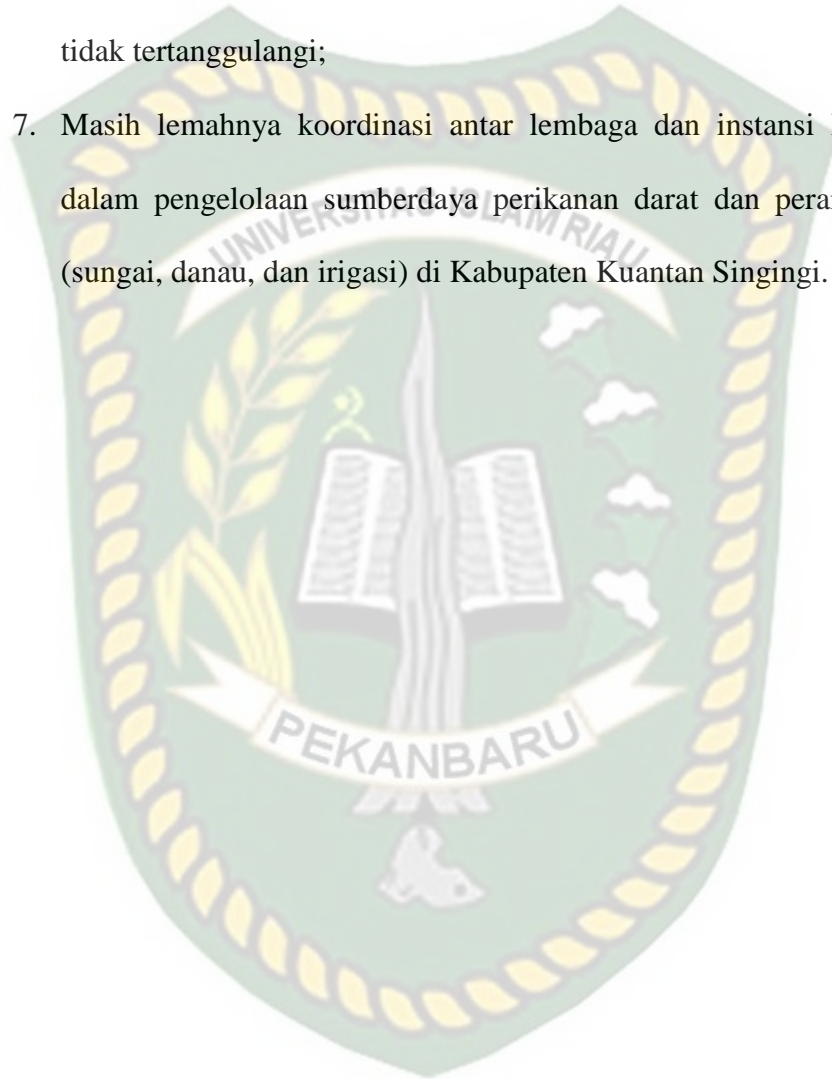 tidak tertanggulangi;
7. Masih lemahnya koordinasi antar lembaga dan instansi
dalam pengelolaan sumberdaya perikanan darat dan
(sungai, danau, dan irigasi) di Kabupaten Kuantan Singingi.
UNIVERSITAS ISLAM RIAU
PEKANBARU